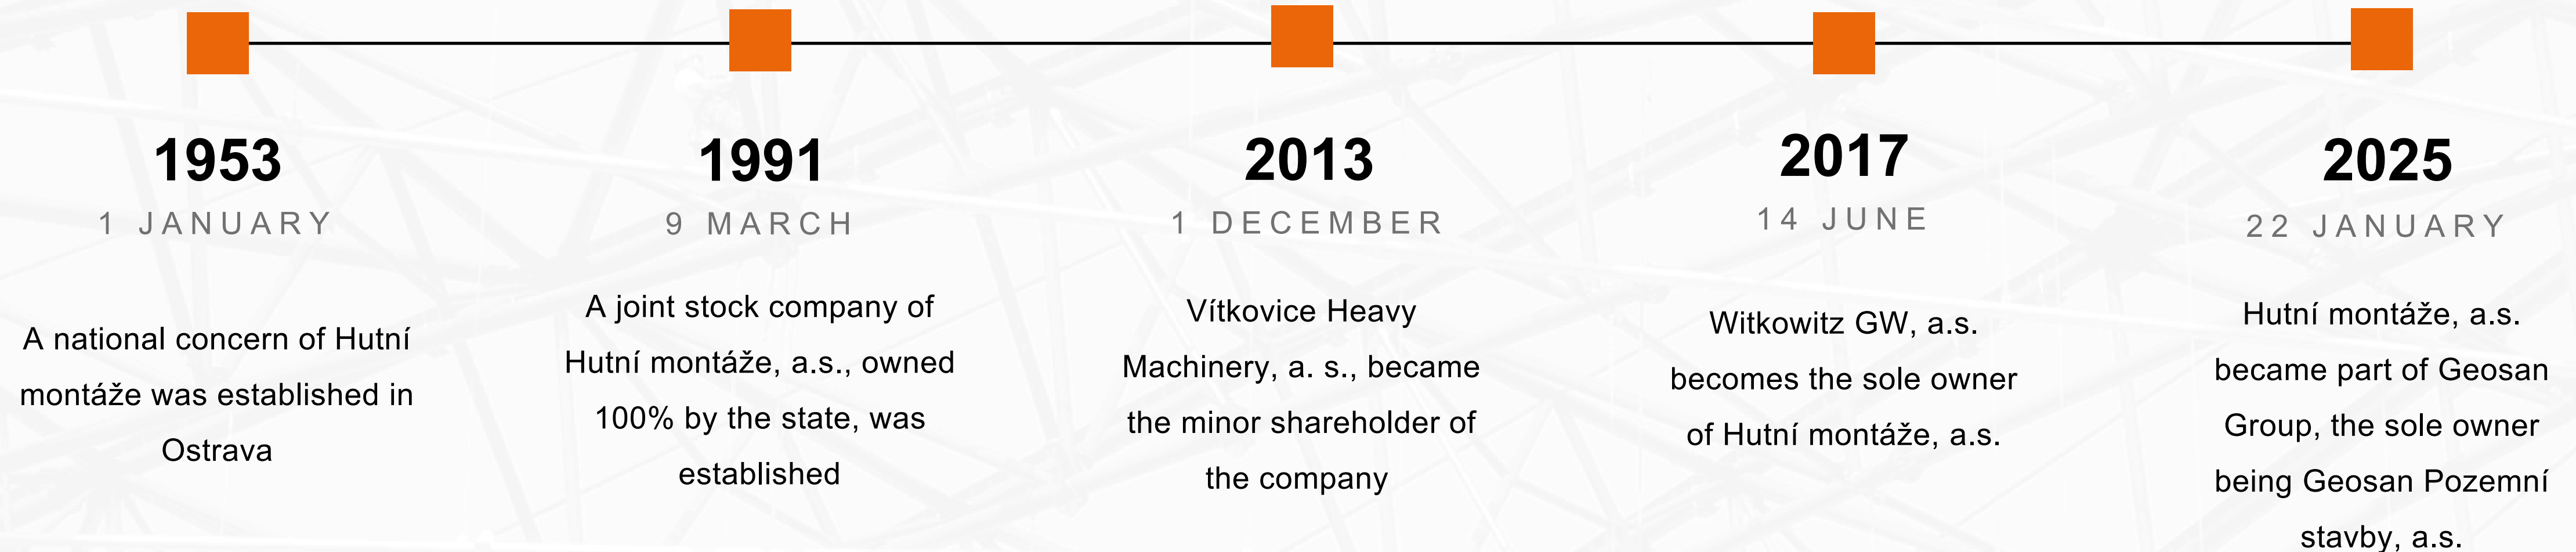 1953
1 JANUARY
A national concern of Hutní
montáže was established in
Ostrava
1991
9 MARCH
A joint stock company of
Hutní montáže, a.s., owned
100% by the state, was
established
2013
1 DECEMBER
Vítkovice Heavy
Machinery, a. s., became
the minor shareholder of
the company
2017
14 JUNE
Witkowitz GW, a.s.
becomes the sole owner
of Hutní montáže, a.s.
2025
22 JANUARY
Hutní montáže, a.s.
became part of Geosan
Group, the sole owner
being Geosan Pozemní
stavby, a.s.